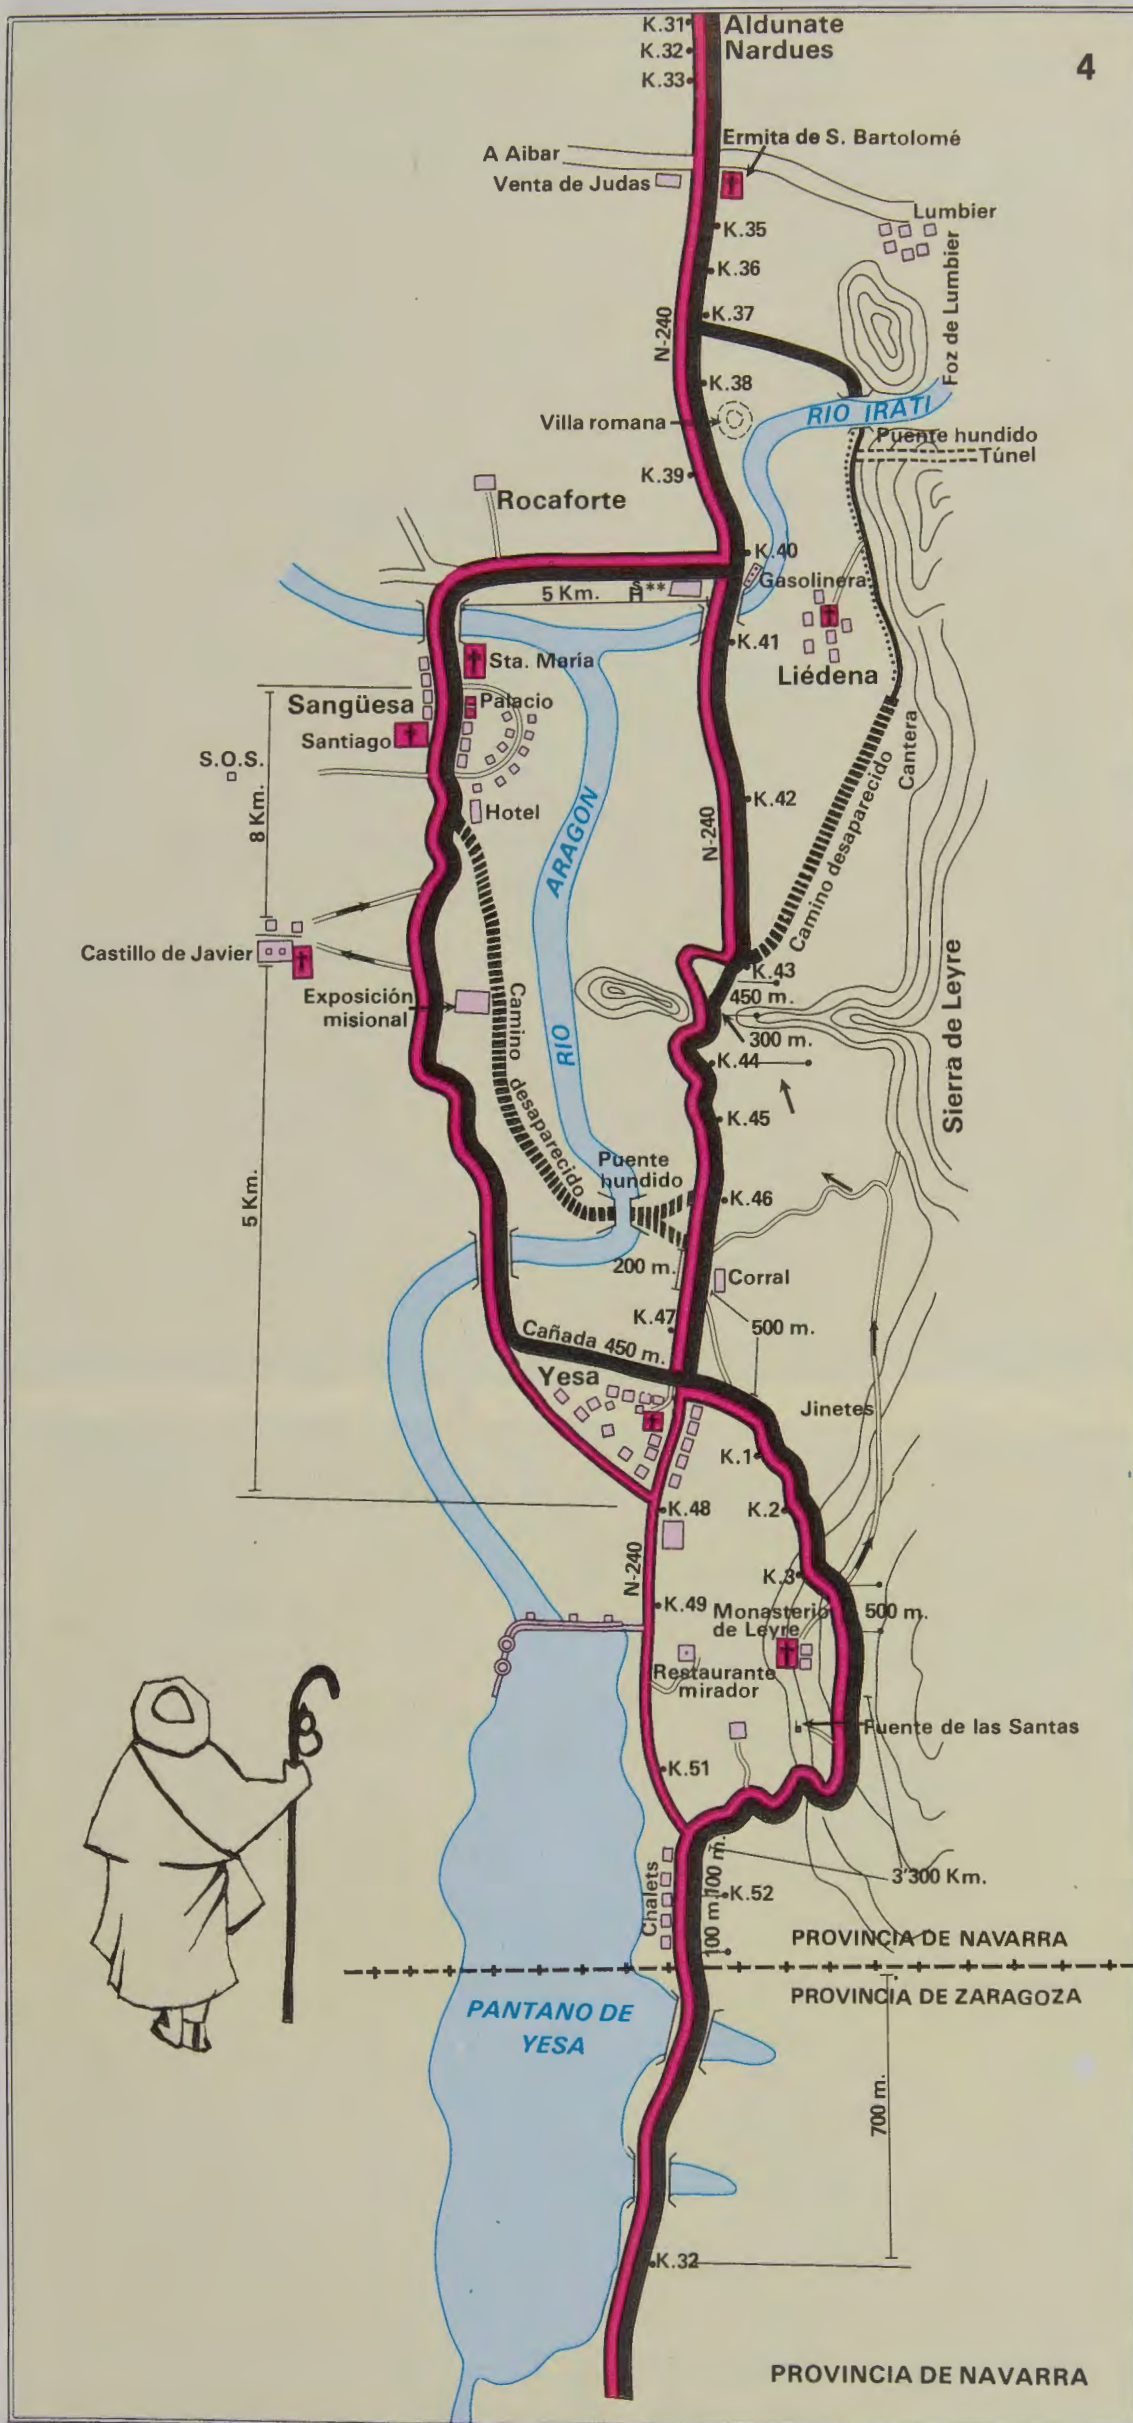 K.31 Aldunate
K.32 Nardues
K.33
4
Ermita de S. Bartolomé
A Aibar
Venta de Judas
Lumbier
K.35
Foz de Lumbier
K.36
K.37
N-240
K.38
RIO IRATI
Villa romana
Puente hundido
Túnel
K.39
Rocaforte
K.40
Gasolinera
5 Km.
H**
K.41
Sta. María
Liédena
Sangüesa
Palacio
Santiago
S.O.S.
Cantera
8 Km.
Hotel
K.42
N-240
Camino desaparecido
RIO ARAGON
Castillo de Javier
K.43
450 m.
Exposición
misional
300 m.
K.44
Camino desaparecido
Sierra de Leyre
K.45
Puente
hundido
K.46
5 Km.
200 m.
Corral
K.47
500 m.
Cañada 450 m.
Yesa
Jinetes
K.1
K.48
K.2
N-240
K.3
K.49
Monasterio
de Leyre
500 m.
Restaurante
mirador
Fuente de las Santas
K.51
Chalets
100 m.
3'300 Km.
K.52
100 m.
PROVINCIA DE NAVARRA
PROVINCIA DE ZARAGOZA
PANTANO DE
YESA
700 m.
K.32
PROVINCIA DE NAVARRA